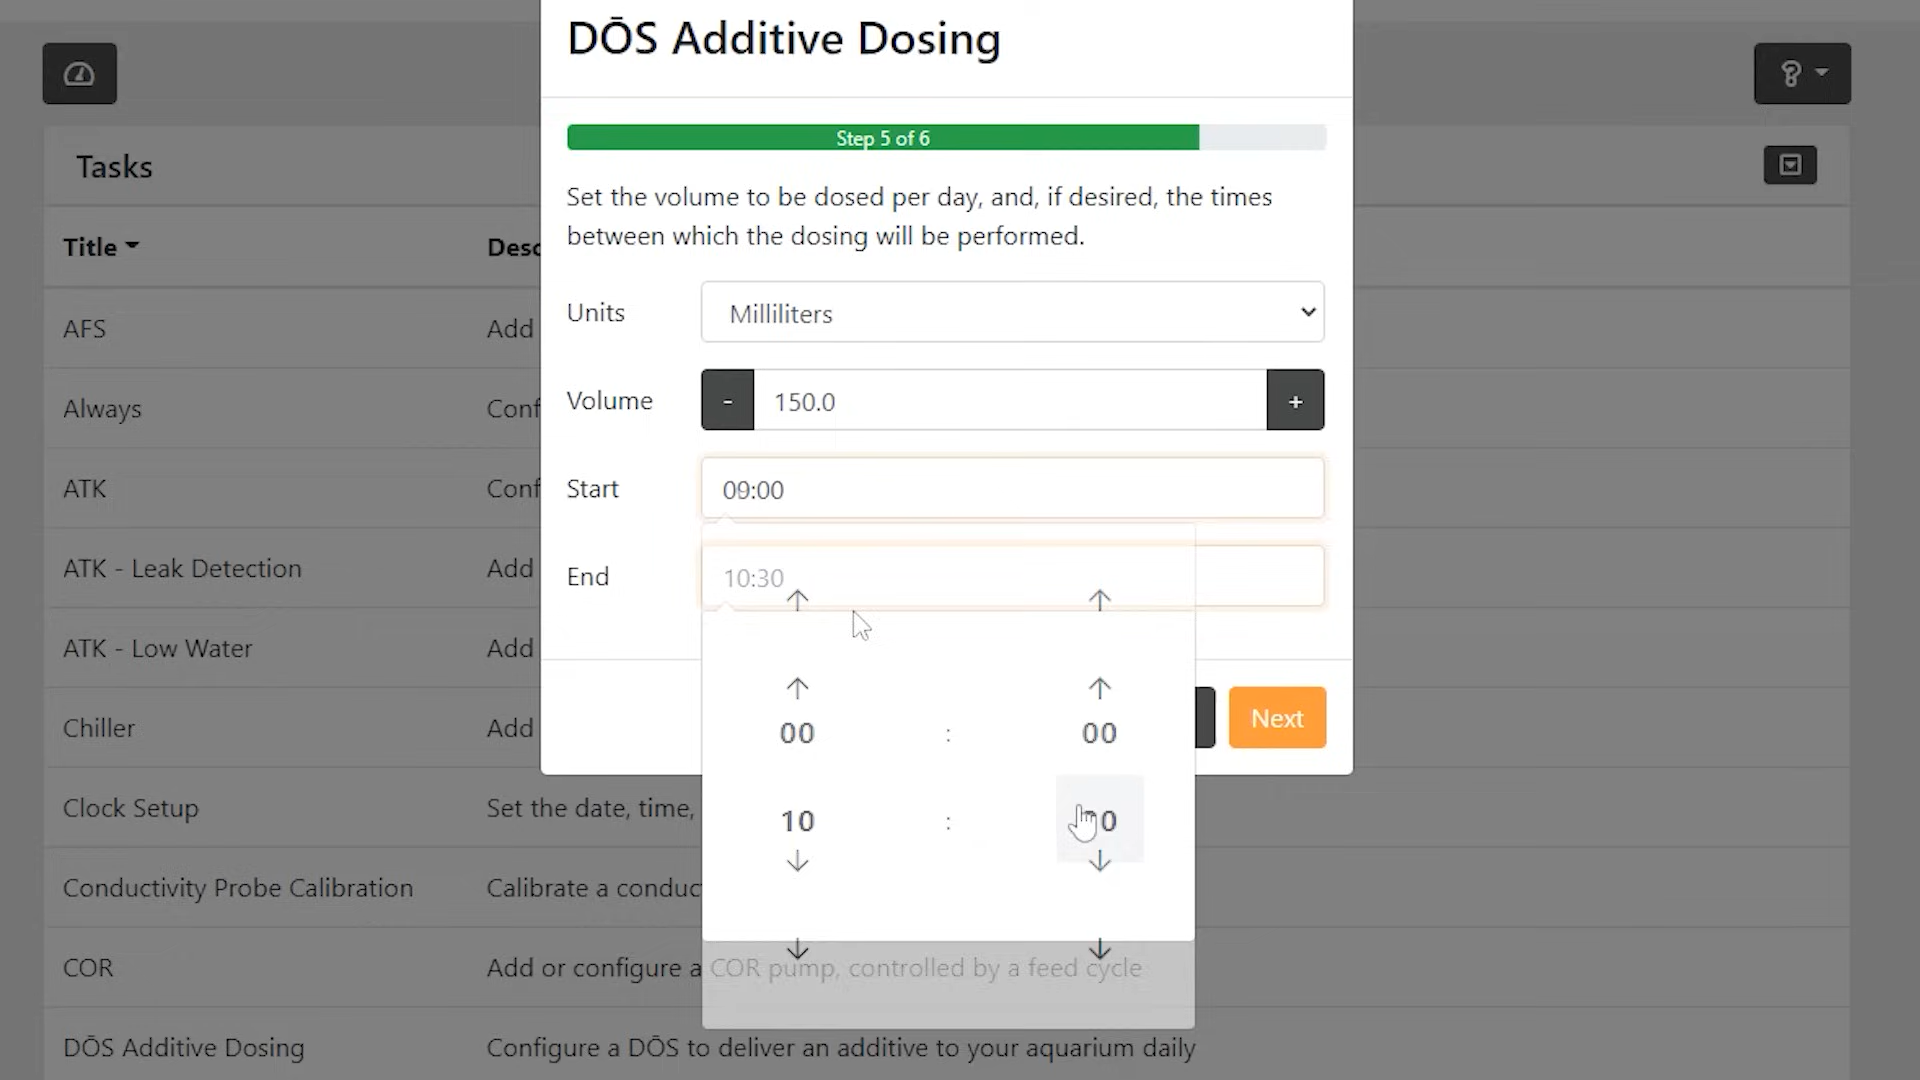 DŌS Additive Dosing
Step 5 of 6
Tasks
Set the volume to be dosed per day, and, if desired, the times
between which the dosing will be performed.
Title
Desc
Units
Milliliters
AFS
Add
Volume
-
150.0
+
Always
Conf
Start
09:00
ATK
Conf
End
10:30
ATK - Leak Detection
Add
ATK - Low Water
Add
Next
Chiller
Add
00 : 00
Clock Setup
Set the date, time,
10 :
Conductivity Probe Calibration
Calibrate a conduc
COR
Add or configure a COR pump, controlled by a feed cycle
DŌS Additive Dosing
Configure a DŌS to deliver an additive to your aquarium daily